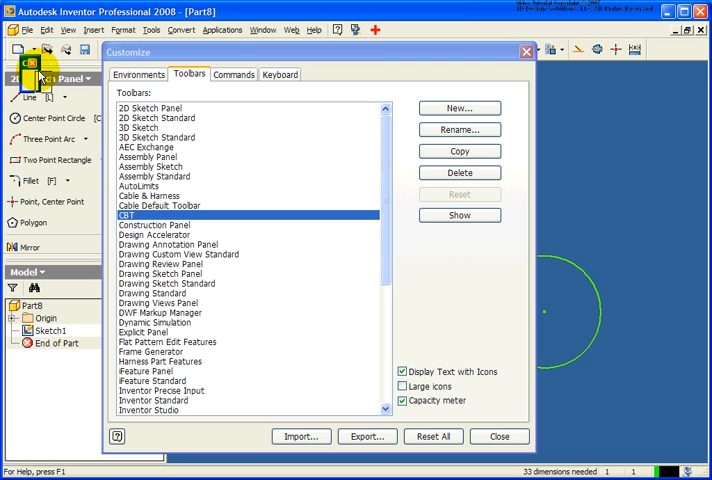 Autodesk Inventor Professional 2008 - [Part8]
File Edit View Insert Format Tools Convert Applications Window Web Help
2D Sketch Panel
Line [L]
Center Point Circle [C
Three Point Arc
Two Point Rectangle
Fillet [F]
Point, Center Point
Polygon
Mirror
Model
Part8
Origin
Sketch1
End of Part
Customize
Environments Toolbars Commands Keyboard
Toolbars:
2D Sketch Panel
2D Sketch Standard
3D Sketch
3D Sketch Standard
AEC Exchange
Assembly Panel
Assembly Sketch
Assembly Standard
AutoLimits
Cable & Harness
Cable Default Toolbar
CBT
Construction Panel
Design Accelerator
Drawing Annotation Panel
Drawing Custom View Standard
Drawing Review Panel
Drawing Sketch Panel
Drawing Sketch Standard
Drawing Standard
Drawing Views Panel
DWF Markup Manager
Dynamic Simulation
Explicit Panel
Flat Pattern Edit Features
Frame Generator
Harness Part Features
iFeature Panel
iFeature Standard
Inventor Precise Input
Inventor Standard
Inventor Studio
New...
Rename...
Copy
Delete
Reset
Show
Display Text with Icons
Large icons
Capacity meter
Import... Export... Reset All Close
For Help, press F1
33 dimensions needed 1 1